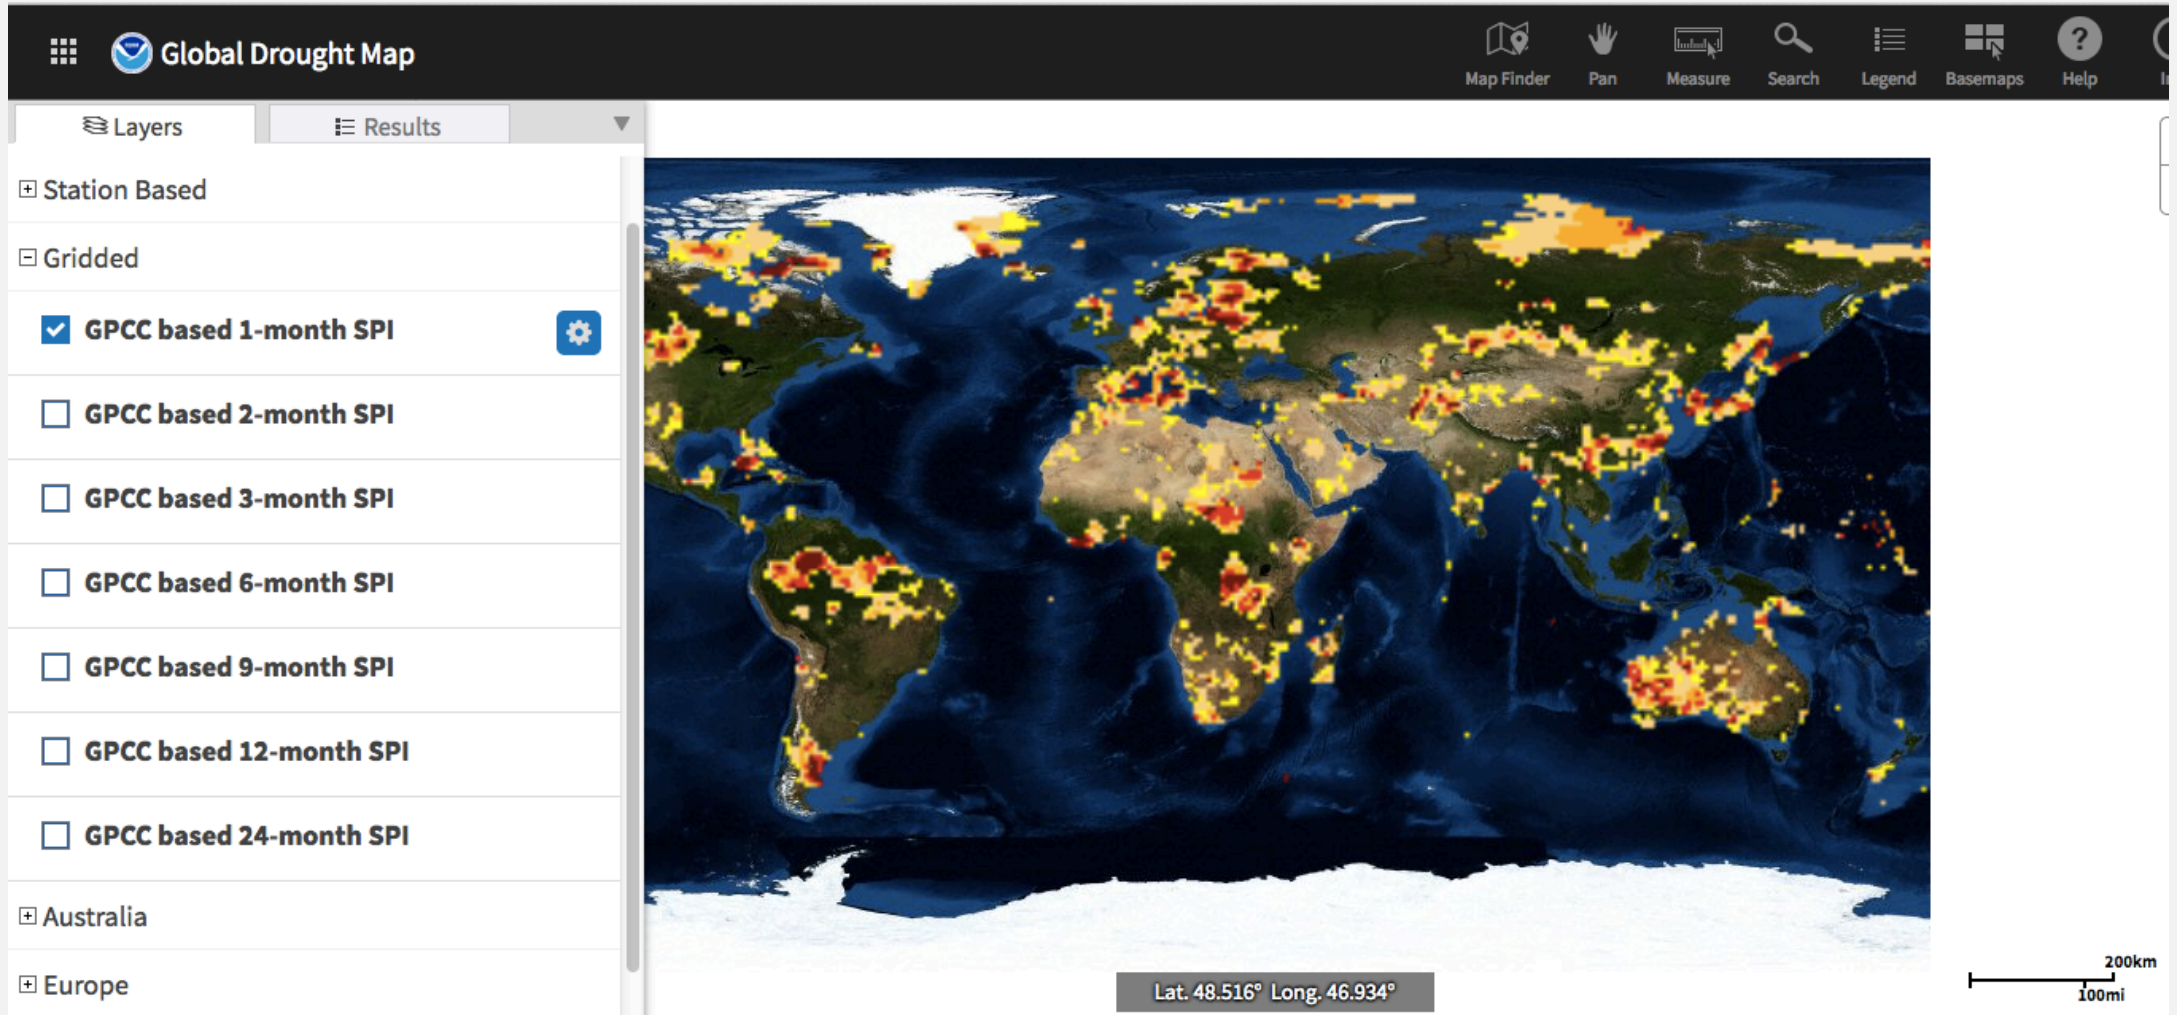 Global Drought Map
Map Finder
Pan
Measure
Search
Legend
Basemaps
?
Help
Layers
Results
Station Based
Gridded
GPCC based 1-month SPI
GPCC based 2-month SPI
GPCC based 3-month SPI
GPCC based 6-month SPI
GPCC based 9-month SPI
GPCC based 12-month SPI
GPCC based 24-month SPI
Australia
Europe
Lat. 48.516° Long. 46.934°
200km
100mi